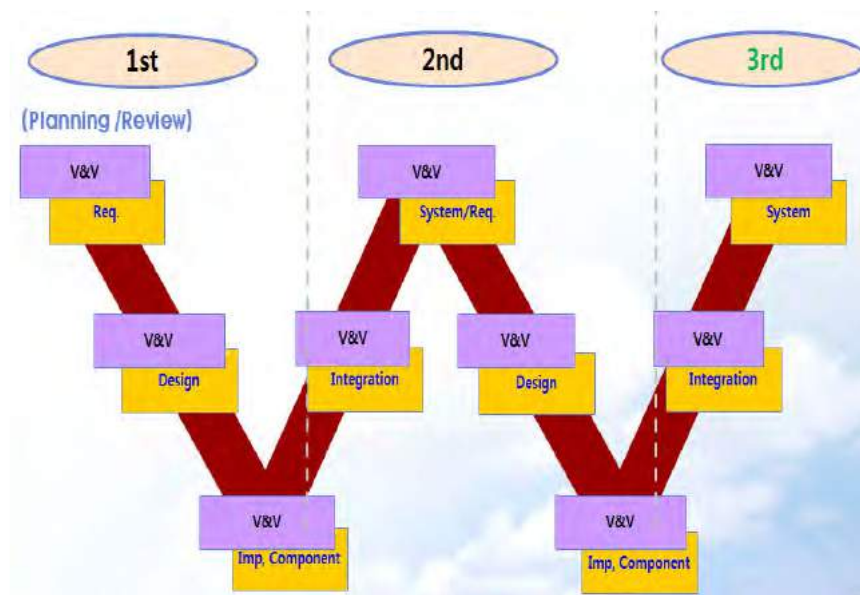 1st
2nd
3rd
(Planning /Review)
V&V
Req.
V&V
System/Req.
V&V
System
V&V
Design
V&V
Integration
V&V
Design
V&V
Integration
V&V
Imp, Component
V&V
Imp, Component